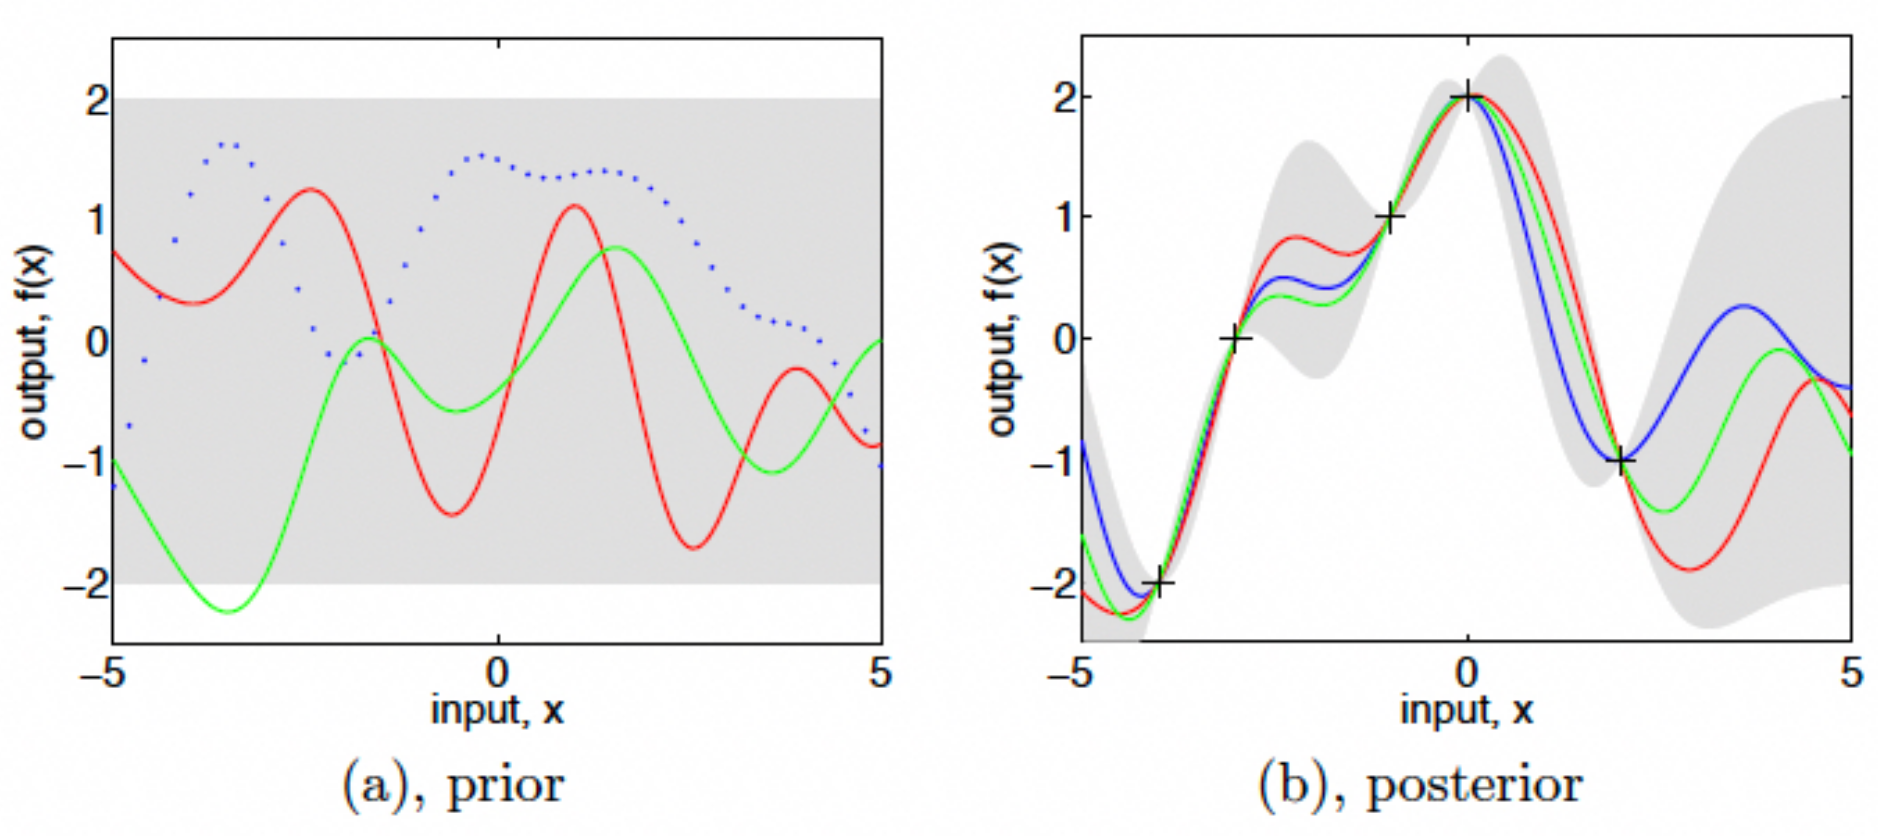 2
1
0
−1
−2
output, f(x)
−5 0 5
input, x
(a), prior
2
1
0
−1
−2
output, f(x)
−5 0 5
input, x
(b), posterior